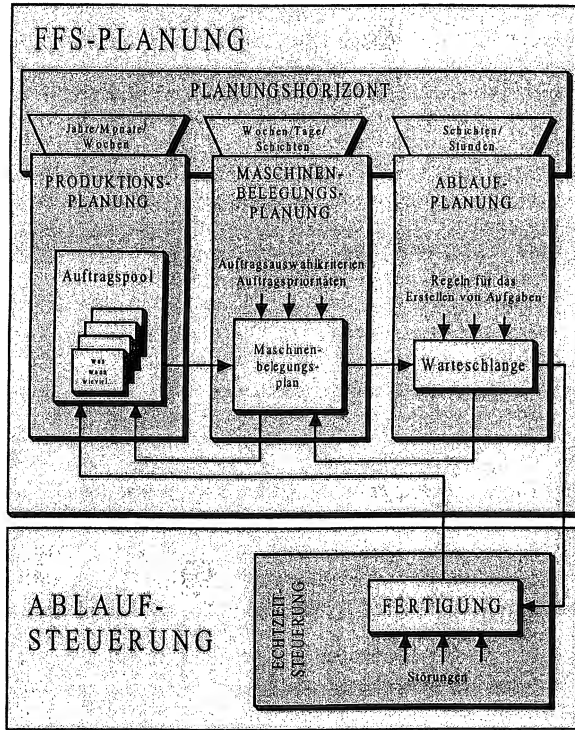 FFS-PLANUNG
PLANUNGSHORIZONT
Jahre/Monate/
Wochen
Wochen/Tage/
Schichten
Schichten/
Stunden
PRODUKTIONS-
PLANUNG
MASCHINEN-
BELEGUNGS-
PLANUNG
ABLAUF-
PLANUNG
Auftragspool
was
wann
wieviel...
Auftragsauswahlkriterien
Auftragsprioritäten
Maschinen-
belegungs-
plan
Regeln für das
Erstellen von Aufgaben
Warteschlange
ABLAUF-
STEUERUNG
ECHTZEIT-
STEUERUNG
FERTIGUNG
Störungen